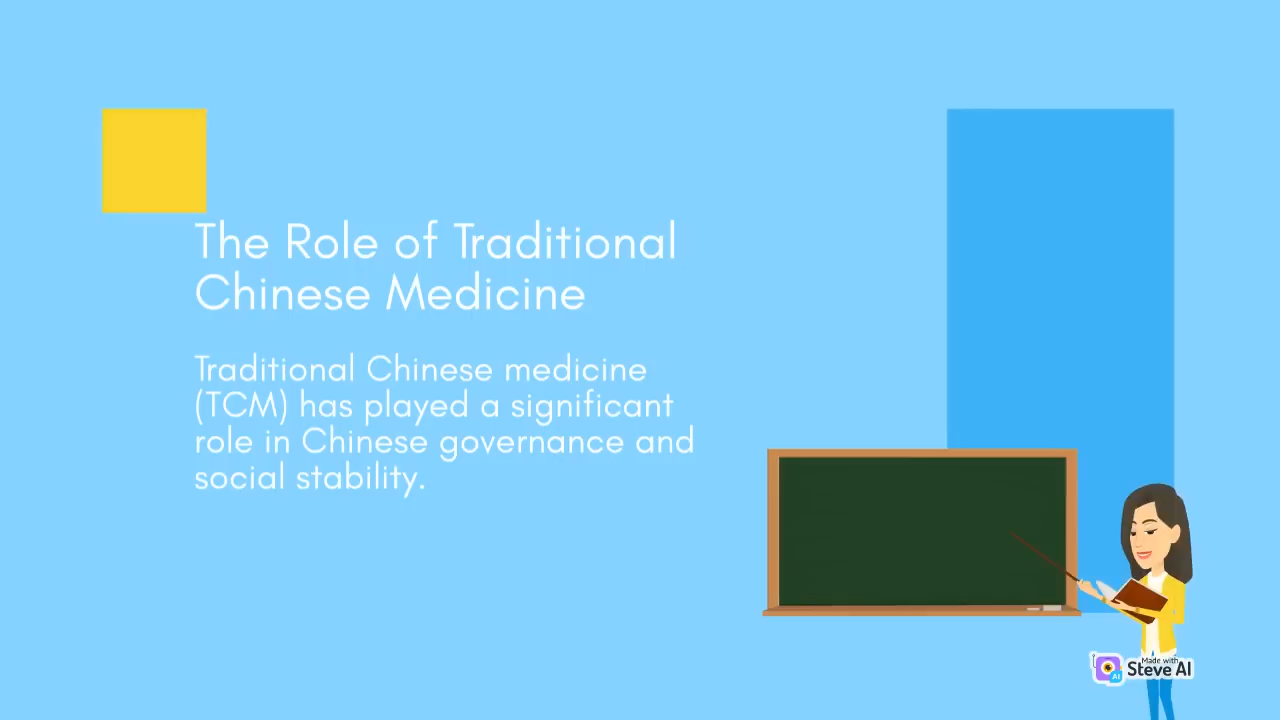 The Role of Traditional
Chinese Medicine
Traditional Chinese medicine
(TCM) has played a significant
role in Chinese governance and
social stability.
Made with
Steve AI
AI